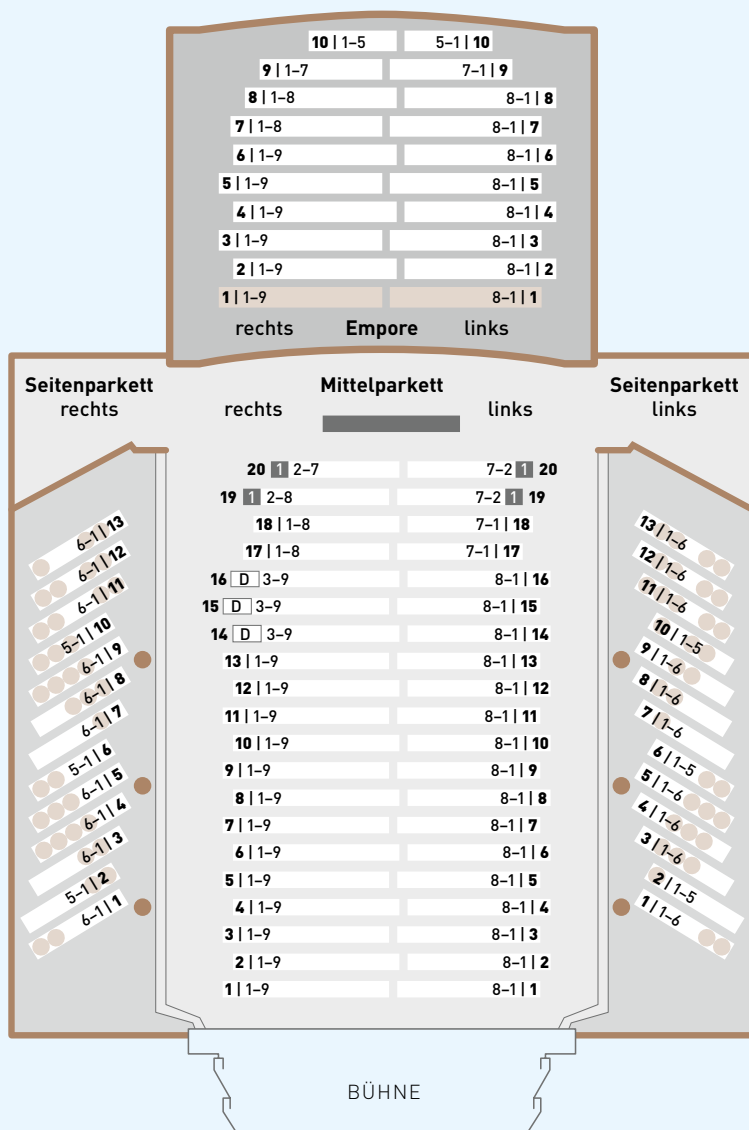 10 | 1–5 5–1 | 10
9 | 1–7 7–1 | 9
8 | 1–8 8–1 | 8
7 | 1–8 8–1 | 7
6 | 1–9 8–1 | 6
5 | 1–9 8–1 | 5
4 | 1–9 8–1 | 4
3 | 1–9 8–1 | 3
2 | 1–9 8–1 | 2
1 | 1–9 8–1 | 1
rechts Empore links
Seitenparkett
rechts
Mittelparkett
rechts links
Seitenparkett
links
6–1 | 13
6–1 | 12
6–1 | 11
5–1 | 10
6–1 | 9
6–1 | 8
6–1 | 7
5–1 | 6
6–1 | 5
6–1 | 4
6–1 | 3
5–1 | 2
6–1 | 1
20 1 2–7 7–2 1 20
19 1 2–8 7–2 1 19
18 | 1–8 7–1 | 18
17 | 1–8 7–1 | 17
16 D 3–9 8–1 | 16
15 D 3–9 8–1 | 15
14 D 3–9 8–1 | 14
13 | 1–9 8–1 | 13
12 | 1–9 8–1 | 12
11 | 1–9 8–1 | 11
10 | 1–9 8–1 | 10
9 | 1–9 8–1 | 9
8 | 1–9 8–1 | 8
7 | 1–9 8–1 | 7
6 | 1–9 8–1 | 6
5 | 1–9 8–1 | 5
4 | 1–9 8–1 | 4
3 | 1–9 8–1 | 3
2 | 1–9 8–1 | 2
1 | 1–9 8–1 | 1
13 | 1–6
12 | 1–6
11 | 1–6
10 | 1–5
9 | 1–6
8 | 1–6
7 | 1–6
6 | 1–5
5 | 1–6
4 | 1–6
3 | 1–6
2 | 1–5
1 | 1–6
BÜHNE